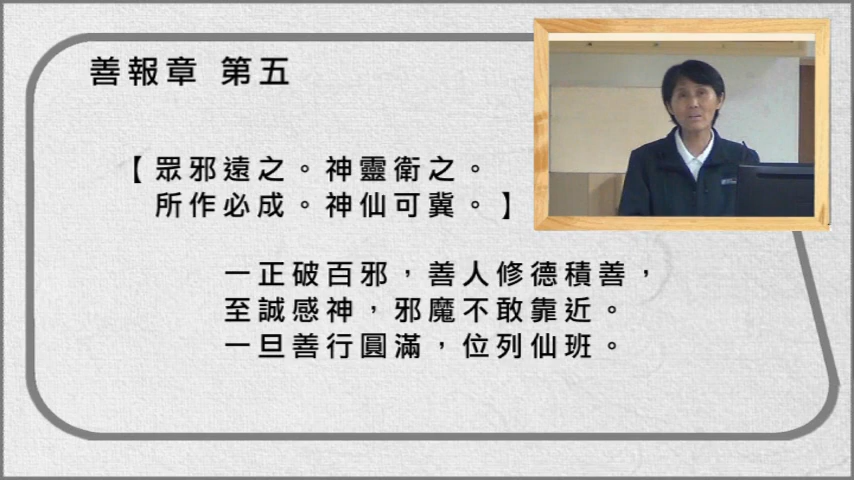 善報章 第五
【眾邪遠之。神靈衛之。
所作必成。神仙可冀。】
一正破百邪，善人修德積善，
至誠感神，邪魔不敢靠近。
一旦善行圓滿，位列仙班。